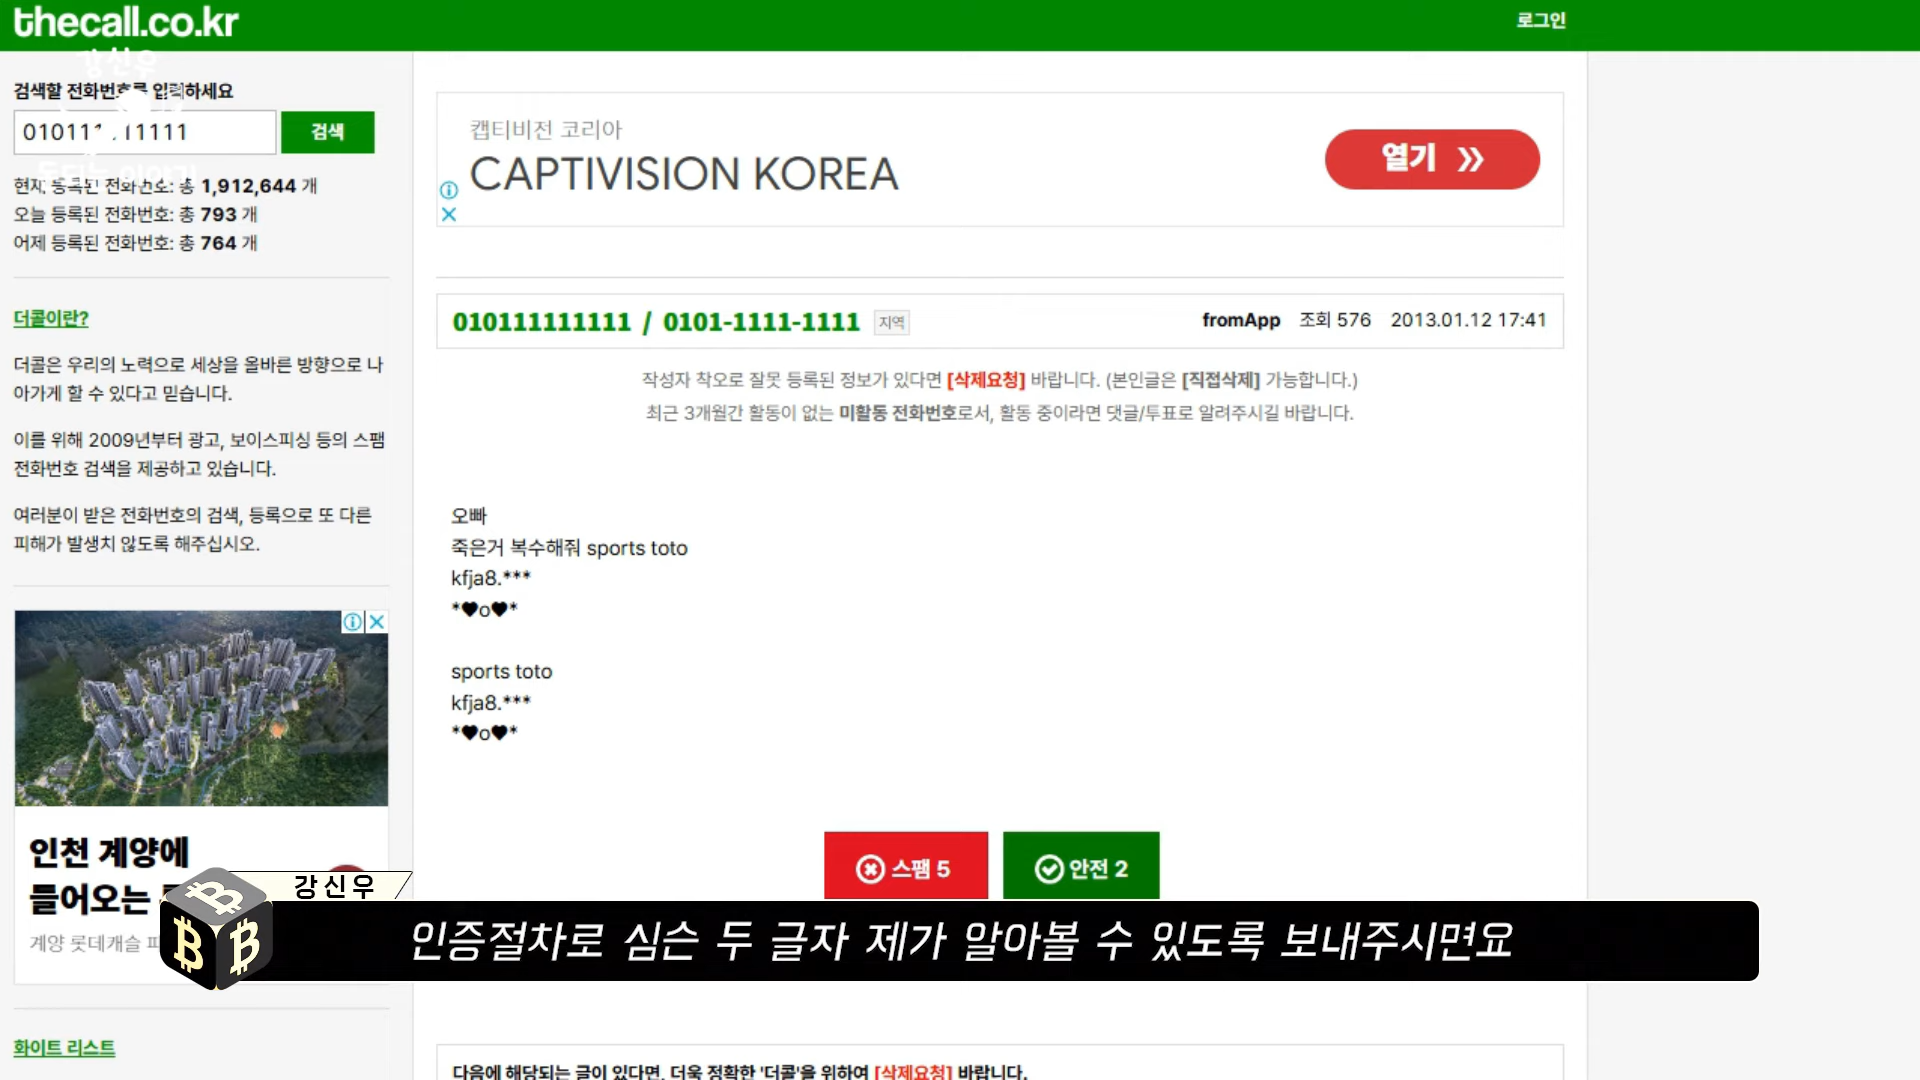 thecall.co.kr
로그인
강신우
검색할 전화번호를 입력하세요
검색
현재 등록된 전화번호: 총 1,912,644 개
오늘 등록된 전화번호: 총 793 개
어제 등록된 전화번호: 총 764 개
더콜이란?
더콜은 우리의 노력으로 세상을 올바른 방향으로 나
아가게 할 수 있다고 믿습니다.
이를 위해 2009년부터 광고, 보이스피싱 등의 스팸
전화번호 검색을 제공하고 있습니다.
여러분이 받은 전화번호의 검색, 등록으로 또 다른
피해가 발생치 않도록 해주십시오.
인천 계양에
들어오는
계양 롯데캐슬
화이트 리스트
캡티비전 코리아
CAPTIVISION KOREA
열기
010111111111 / 0101-1111-1111 지역
fromApp 조회 576 2013.01.12 17:41
작성자 착오로 잘못 등록된 정보가 있다면 [삭제요청] 바랍니다. (본인글은 [직접삭제] 가능합니다.)
최근 3개월간 활동이 없는 미활동 전화번호로서, 활동 중이라면 댓글/투표로 알려주시길 바랍니다.
오빠
죽은거 복수해줘 sports toto
kfja8.***
*♥o♥*
sports toto
kfja8.***
*♥o♥*
스팸 5
안전 2
강신우
인증절차로 심슨 두 글자 제가 알아볼 수 있도록 보내주시면요
다음에 해당되는 글이 있다면, 더욱 정확한 '더콜'을 위하여 [삭제요청] 바랍니다.